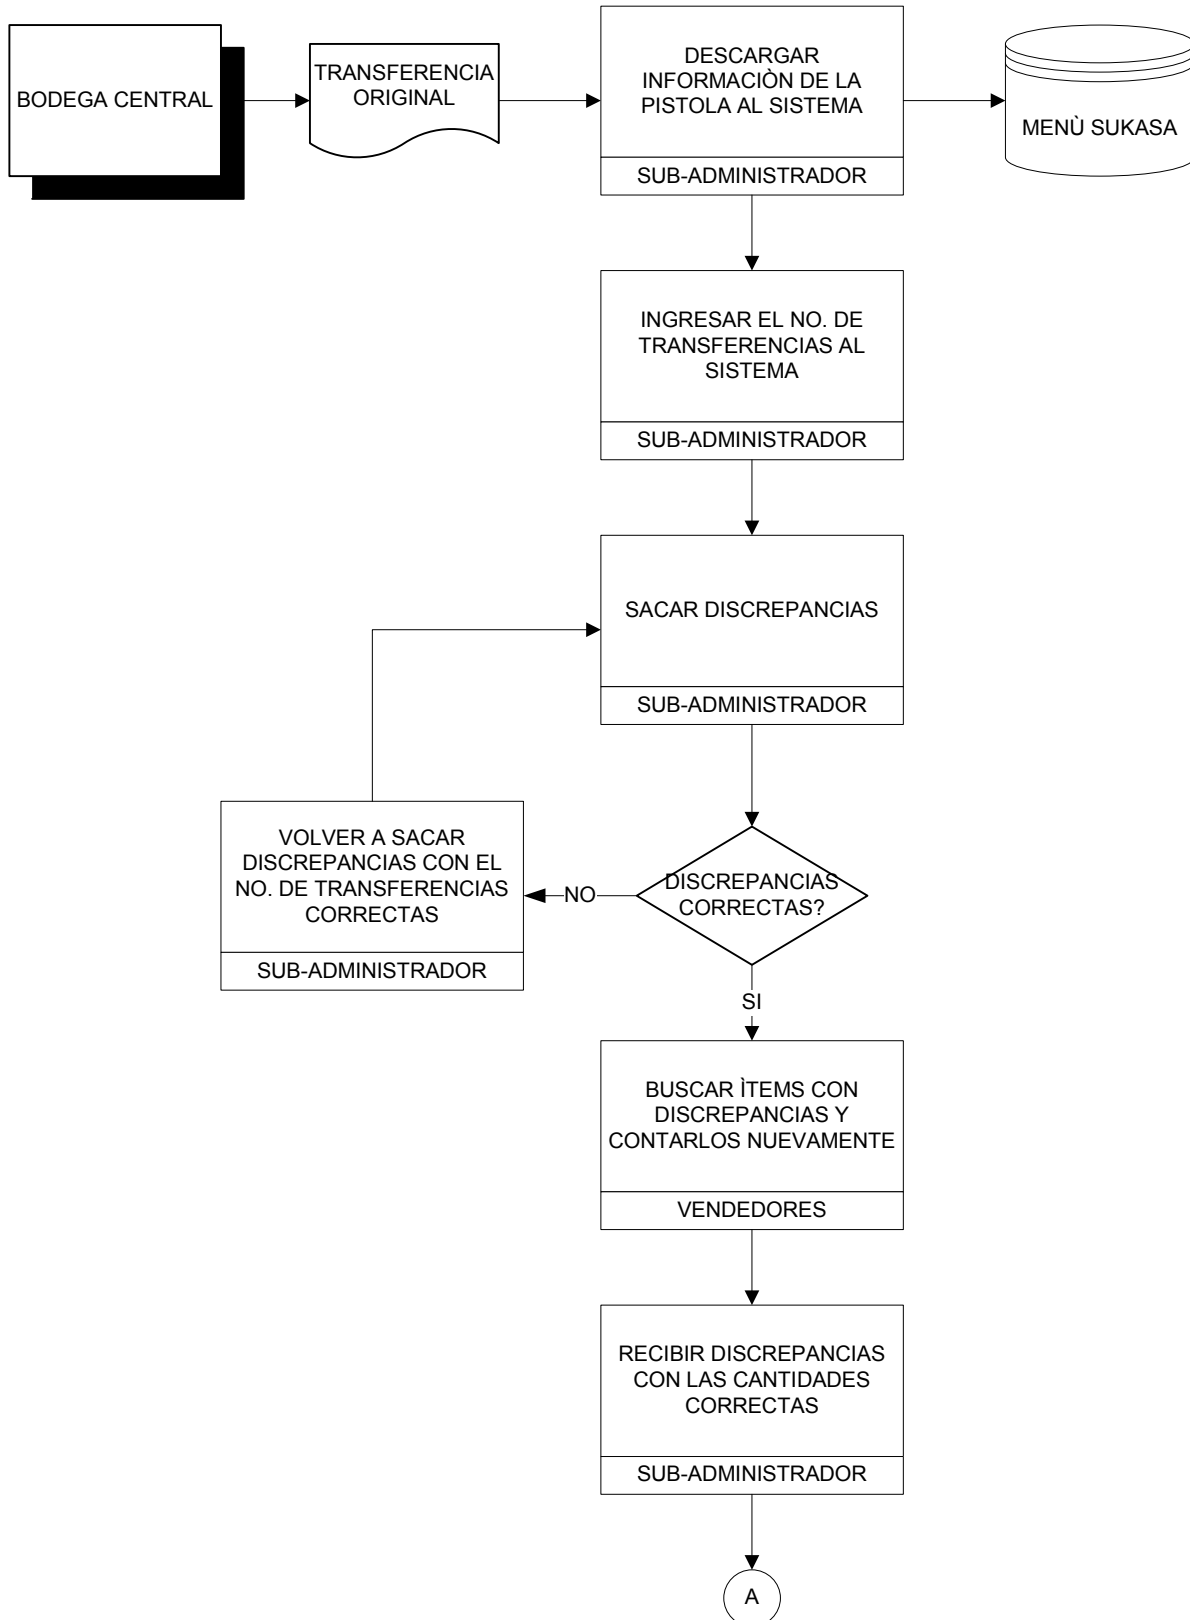 BODEGA CENTRAL
TRANSFERENCIA
ORIGINAL
DESCARGAR
INFORMACIÒN DE LA
PISTOLA AL SISTEMA
SUB-ADMINISTRADOR
MENÙ SUKASA
INGRESAR EL NO. DE
TRANSFERENCIAS AL
SISTEMA
SUB-ADMINISTRADOR
SACAR DISCREPANCIAS
SUB-ADMINISTRADOR
VOLVER A SACAR
DISCREPANCIAS CON EL
NO. DE TRANSFERENCIAS
CORRECTAS
SUB-ADMINISTRADOR
NO
DISCREPANCIAS
CORRECTAS?
SI
BUSCAR ÌTEMS CON
DISCREPANCIAS Y
CONTARLOS NUEVAMENTE
VENDEDORES
RECIBIR DISCREPANCIAS
CON LAS CANTIDADES
CORRECTAS
SUB-ADMINISTRADOR
A